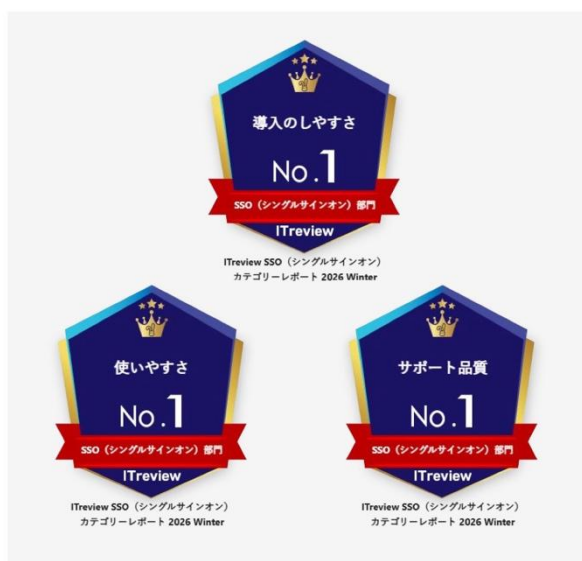 導入のしやすさ
No.1
SSO（シングルサインオン）部門
ITreview
ITreview SSO（シングルサインオン）
カテゴリーレポート 2026 Winter
使いやすさ
No.1
SSO（シングルサインオン）部門
ITreview
ITreview SSO（シングルサインオン）
カテゴリーレポート 2026 Winter
サポート品質
No.1
SSO（シングルサインオン）部門
ITreview
ITreview SSO（シングルサインオン）
カテゴリーレポート 2026 Winter